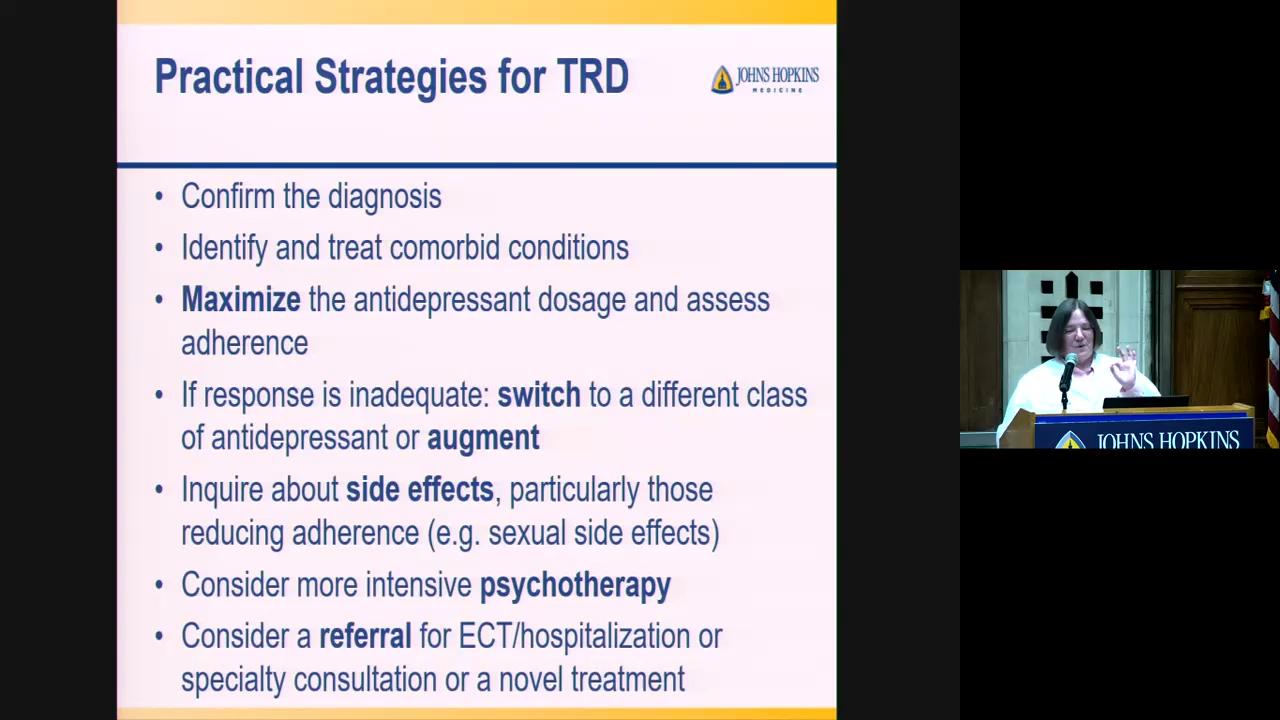 Practical Strategies for TRD
JOHNS HOPKINS
MEDICINE
• Confirm the diagnosis
• Identify and treat comorbid conditions
• Maximize the antidepressant dosage and assess
adherence
• If response is inadequate: switch to a different class
of antidepressant or augment
• Inquire about side effects, particularly those
reducing adherence (e.g. sexual side effects)
• Consider more intensive psychotherapy
• Consider a referral for ECT/hospitalization or
specialty consultation or a novel treatment
JOHNS HOPKINS